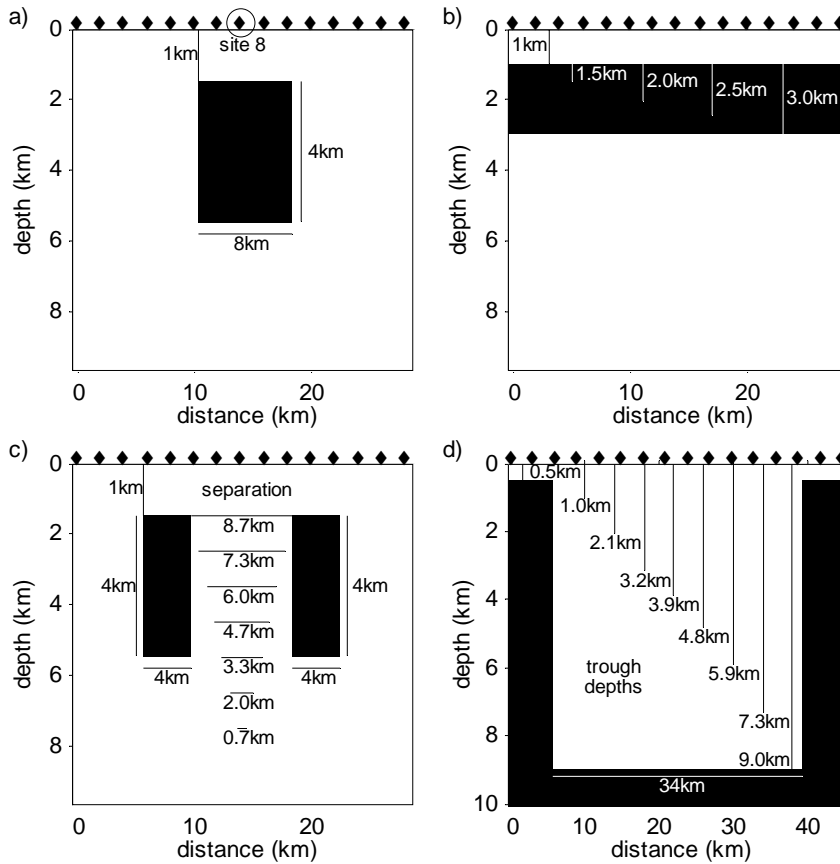 a)
site 8
0
1km
2
4
4km
6
8km
8
depth (km)
0 10 20
distance (km)
b)
0
1km
1.5km
2.0km
2.5km
3.0km
2
4
6
8
depth (km)
0 10 20
distance (km)
c)
0
1km
separation
2
8.7km
7.3km
4km
6.0km
4km
4
4.7km
3.3km
6
4km
4km
2.0km
0.7km
8
depth (km)
0 10 20
distance (km)
d)
0
0.5km
1.0km
2
2.1km
3.2km
4
3.9km
4.8km
5.9km
6
trough
depths
7.3km
8
9.0km
34km
10
depth (km)
0 10 20 30 40
distance (km)